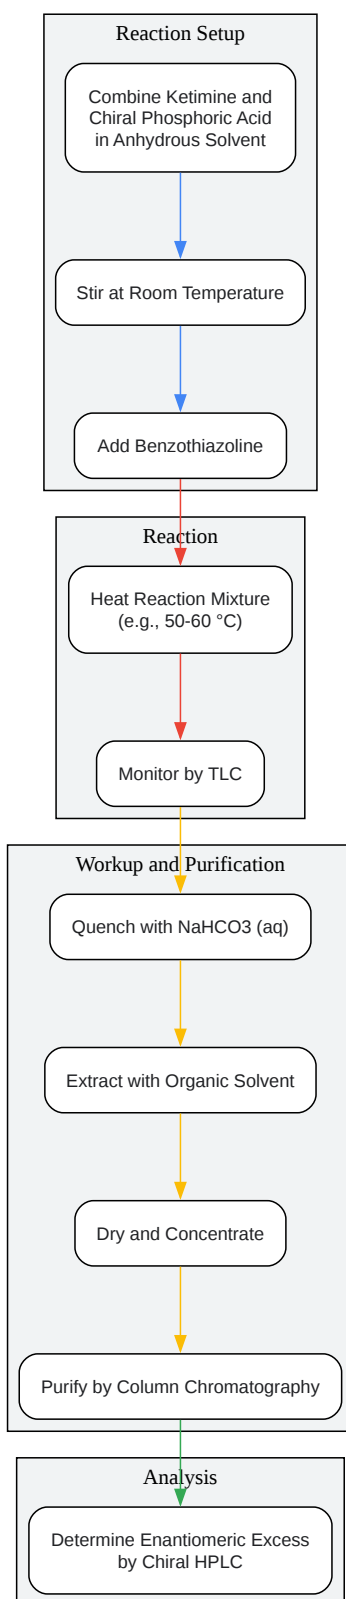 Reaction Setup
Combine Ketimine and
Chiral Phosphoric Acid
in Anhydrous Solvent
Stir at Room Temperature
Add Benzothiazoline
Reaction
Heat Reaction Mixture
(e.g., 50-60 °C)
Monitor by TLC
Workup and Purification
Quench with NaHCO3 (aq)
Extract with Organic Solvent
Dry and Concentrate
Purify by Column Chromatography
Analysis
Determine Enantiomeric Excess
by Chiral HPLC